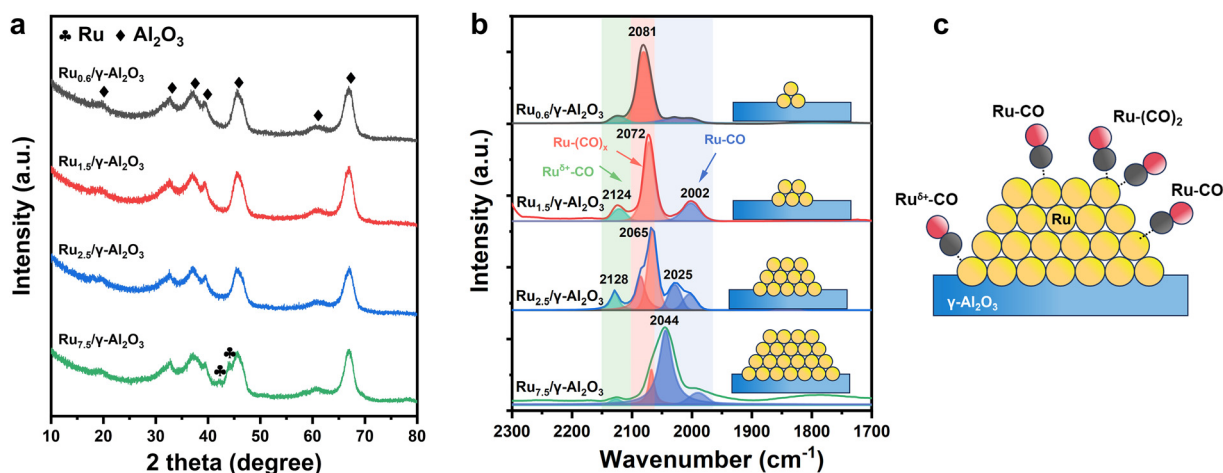 a
♣ Ru ♦ Al₂O₃
Ru₀.₆/γ-Al₂O₃
Ru₁.₅/γ-Al₂O₃
Ru₂.₅/γ-Al₂O₃
Ru₇.₅/γ-Al₂O₃
Intensity (a.u.)
10 20 30 40 50 60 70 80
2 theta (degree)
b
2081
Ru₀.₆/γ-Al₂O₃
2072
Ru-(CO)ₓ
Ru-CO
Ru^δ+-CO
2124
2002
Ru₁.₅/γ-Al₂O₃
2065
2128
2025
Ru₂.₅/γ-Al₂O₃
2044
Ru₇.₅/γ-Al₂O₃
Intensity (a.u.)
2300 2200 2100 2000 1900 1800 1700
Wavenumber (cm⁻¹)
c
Ru-CO
Ru-(CO)₂
Ru-CO
Ru^δ+-CO
Ru
γ-Al₂O₃